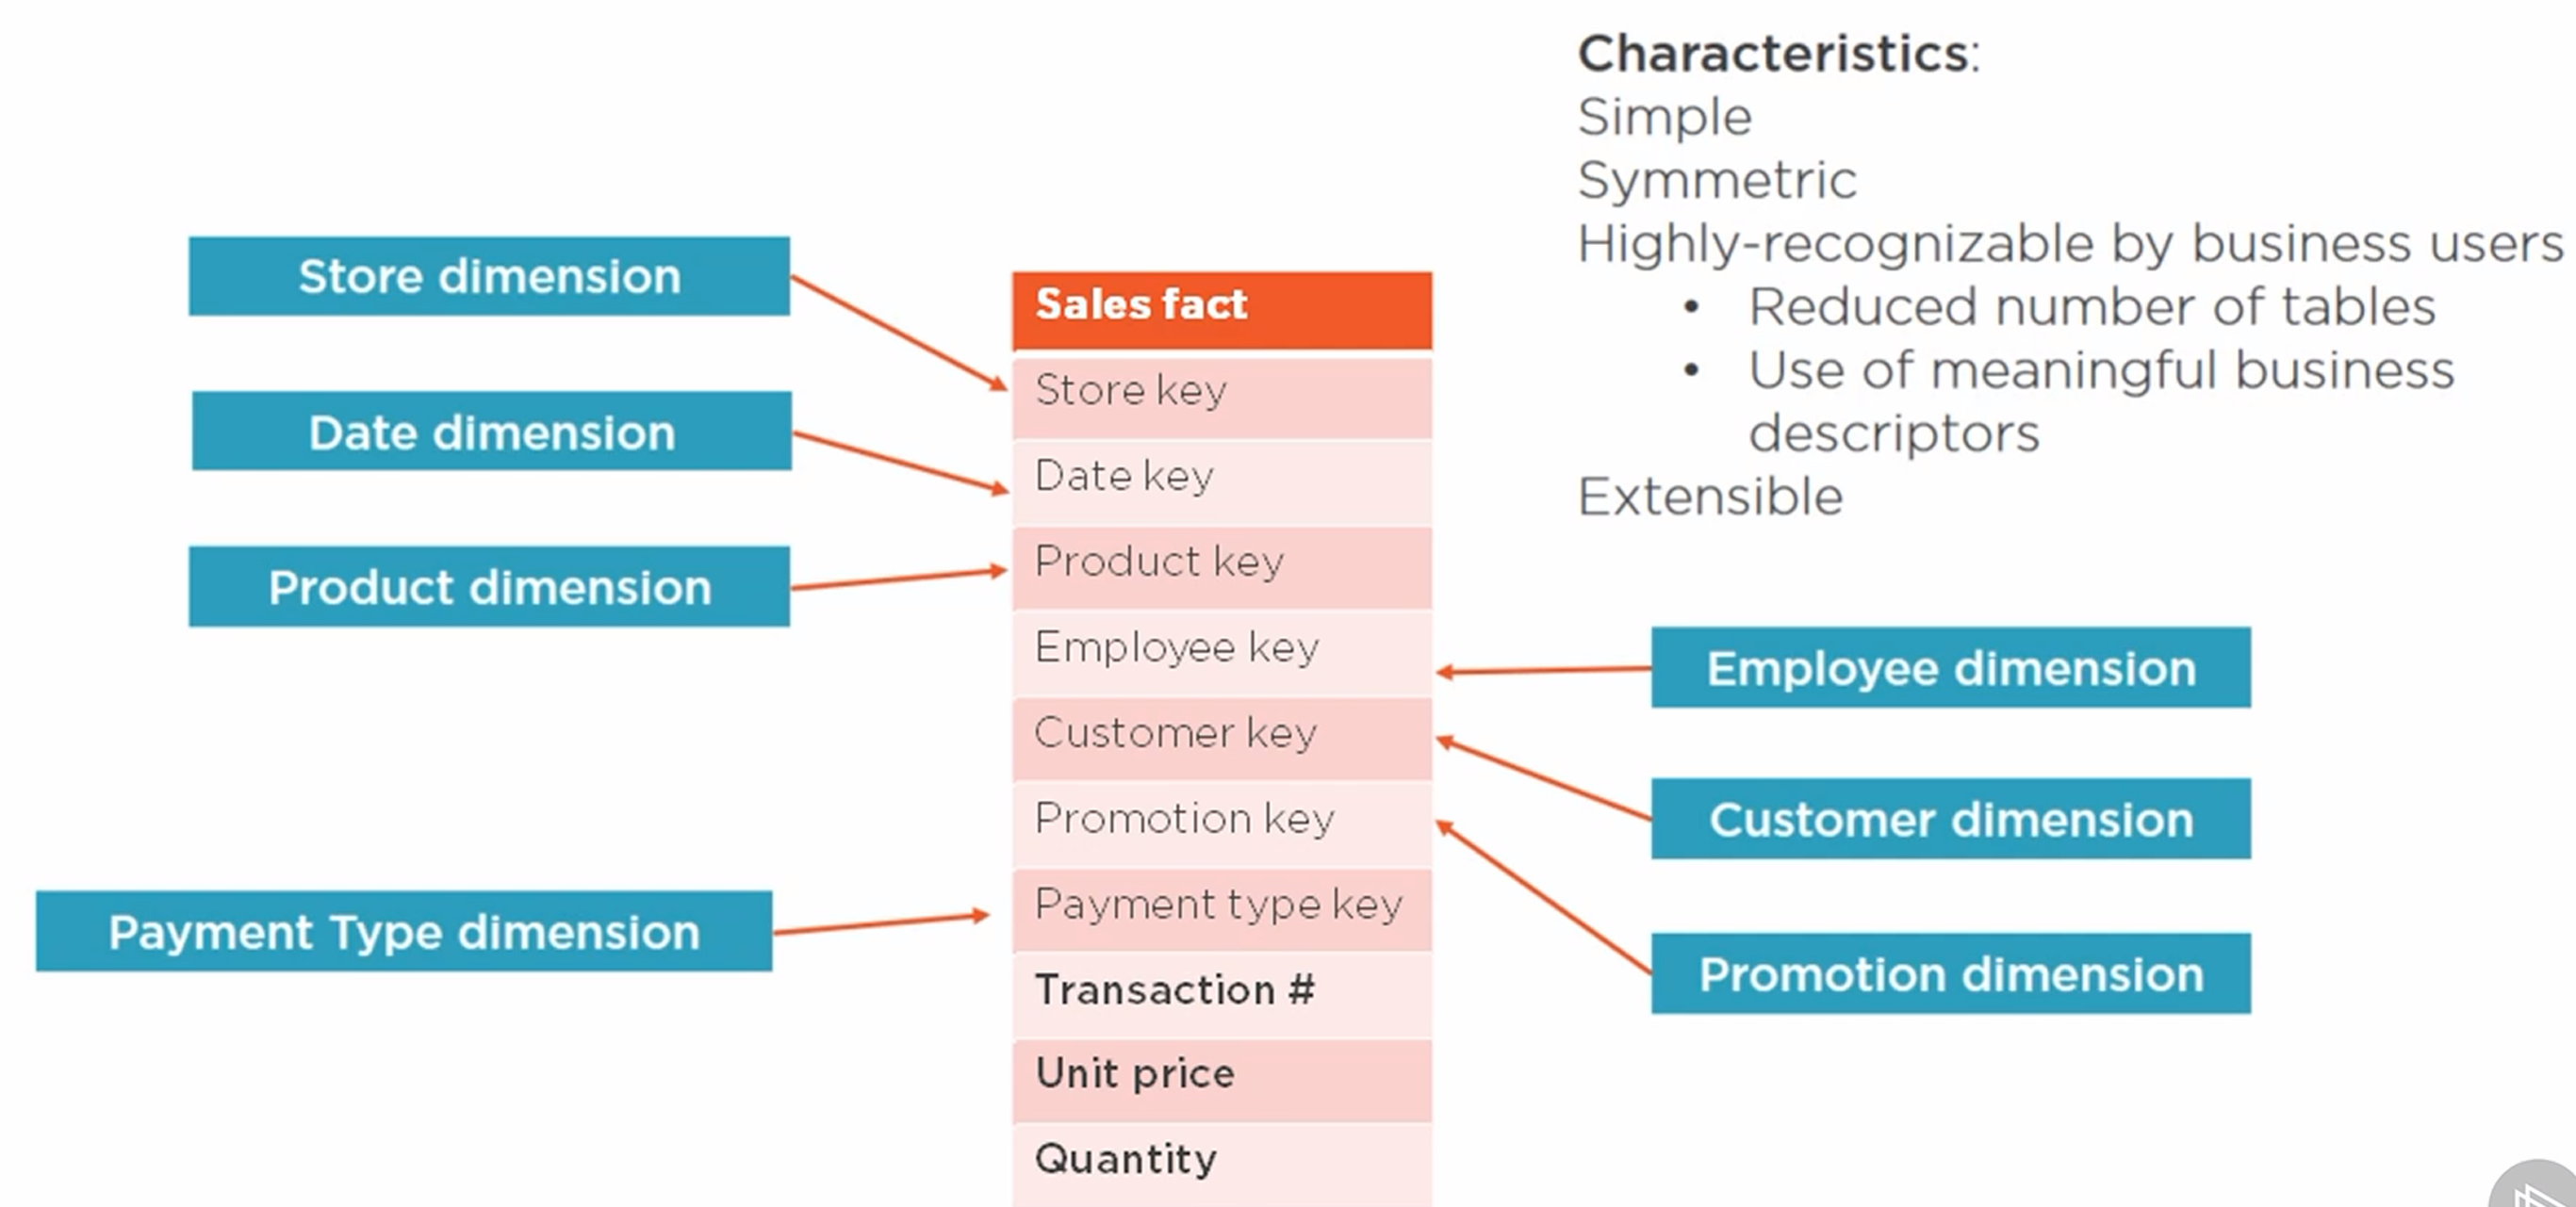 Characteristics:
Simple
Symmetric
Highly-recognizable by business users
• Reduced number of tables
• Use of meaningful business
descriptors
Extensible
Store dimension
Date dimension
Product dimension
Payment Type dimension
Sales fact
Store key
Date key
Product key
Employee key
Customer key
Promotion key
Payment type key
Transaction #
Unit price
Quantity
Employee dimension
Customer dimension
Promotion dimension